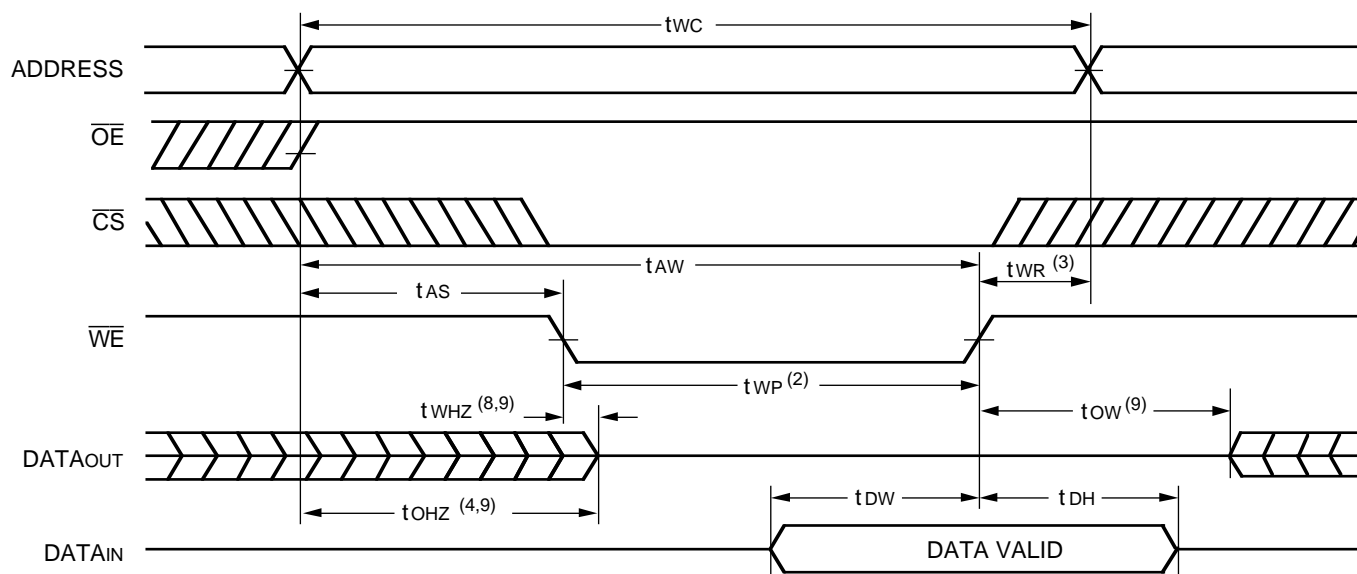 tWC
ADDRESS
OE
CS
tAW
tWR (3)
tAS
WE
tWP (2)
tWHZ (8,9)
tOW (9)
DATAOUT
tDW
tDH
tOHZ (4,9)
DATAIN
DATA VALID